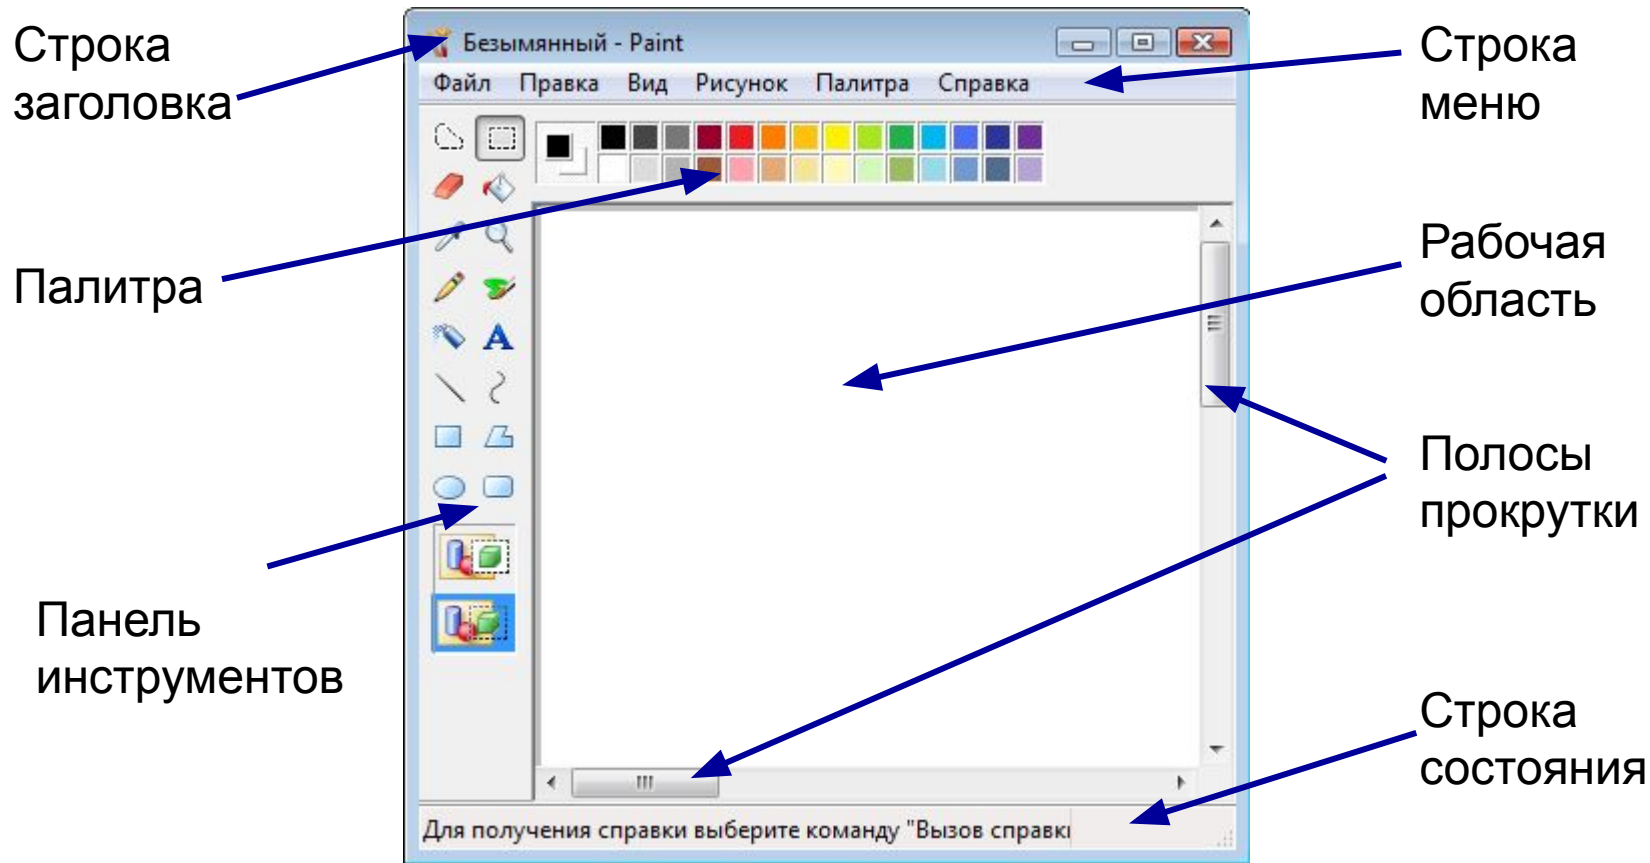 Строка
заголовка
Безымянный - Paint
Файл Правка Вид Рисунок Палитра Справка
Строка
меню
Палитра
A
Рабочая
область
Полосы
прокрутки
Панель
инструментов
Строка
состояния
Для получения справки выберите команду "Вызов справки